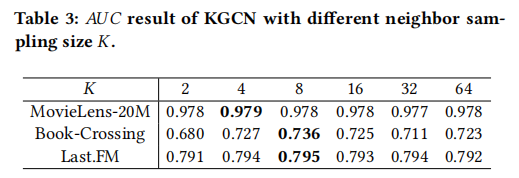 Table 3: AUC result of KGCN with different neighbor sam-
pling size K.
K 2 4 8 16 32 64
MovieLens-20M 0.978 0.979 0.978 0.978 0.977 0.978
Book-Crossing 0.680 0.727 0.736 0.725 0.711 0.723
Last.FM 0.791 0.794 0.795 0.793 0.794 0.792